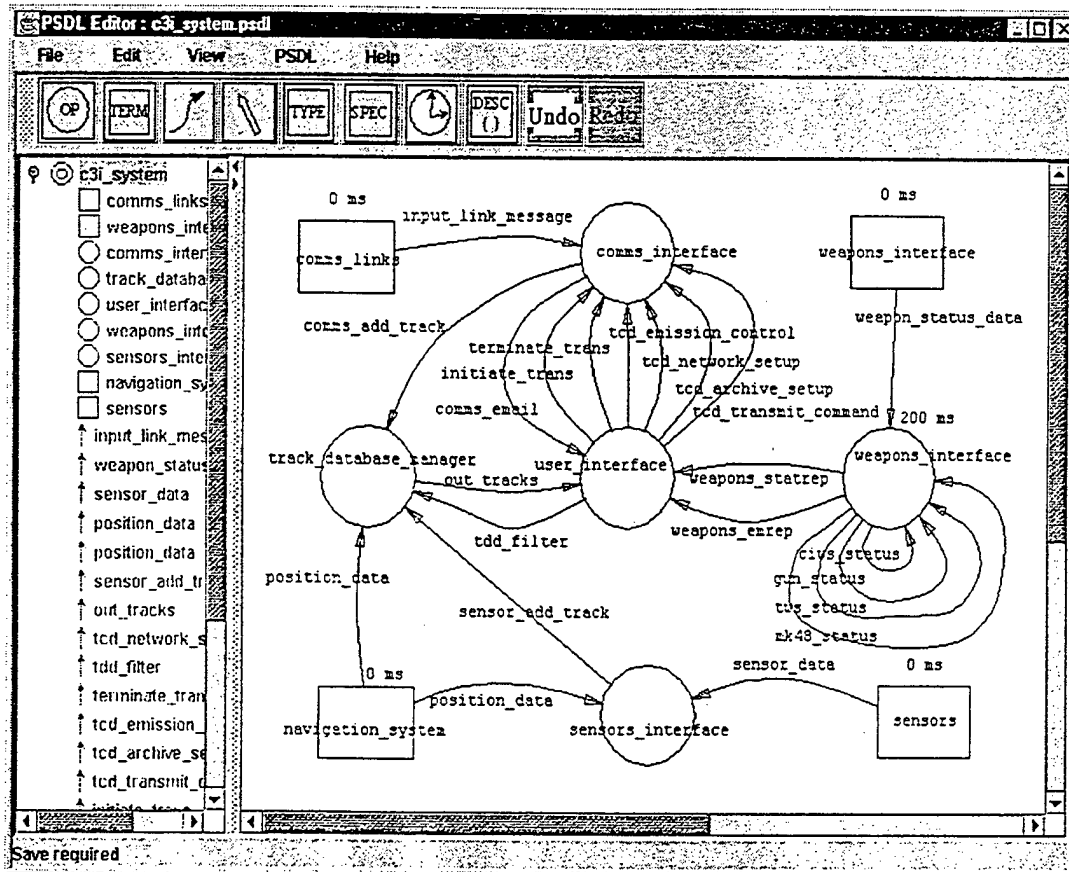 PSDL Editor : c3i_system.psdl
File Edit View PSDL Help
OP TERM TYPE SPEC DESC () Undo Redo
c3i_system
comms_links
weapons_inte
comms_inter
track_databa
user_interfac
weapons_inte
sensors_inte
navigation_sy
sensors
input_link_mes
weapon_status
sensor_data
position_data
position_data
sensor_add_tr
out_tracks
tcd_network_s
tdd_filter
terminate_tran
tcd_emission_
tcd_archive_se
tcd_transmit_c
initiate_trans
0 ms
input_link_message
0 ms
comms_links
comms_interface
weapons_interface
comms_add_track
tcd_emission_control
weapon_status_data
terminate_trans
tcd_network_setup
initiate_trans
tcd_archive_setup
comms_email
tcd_transmit_command
200 ms
track_database_manager
user_interface
weapons_interface
out_tracks
weapons_statrep
tdd_filter
weapons_emrep
ciws_status
position_data
gun_status
sensor_add_track
tws_status
mk48_status
0 ms
sensor_data
0 ms
position_data
navigation_system
sensors_interface
sensors
Save required